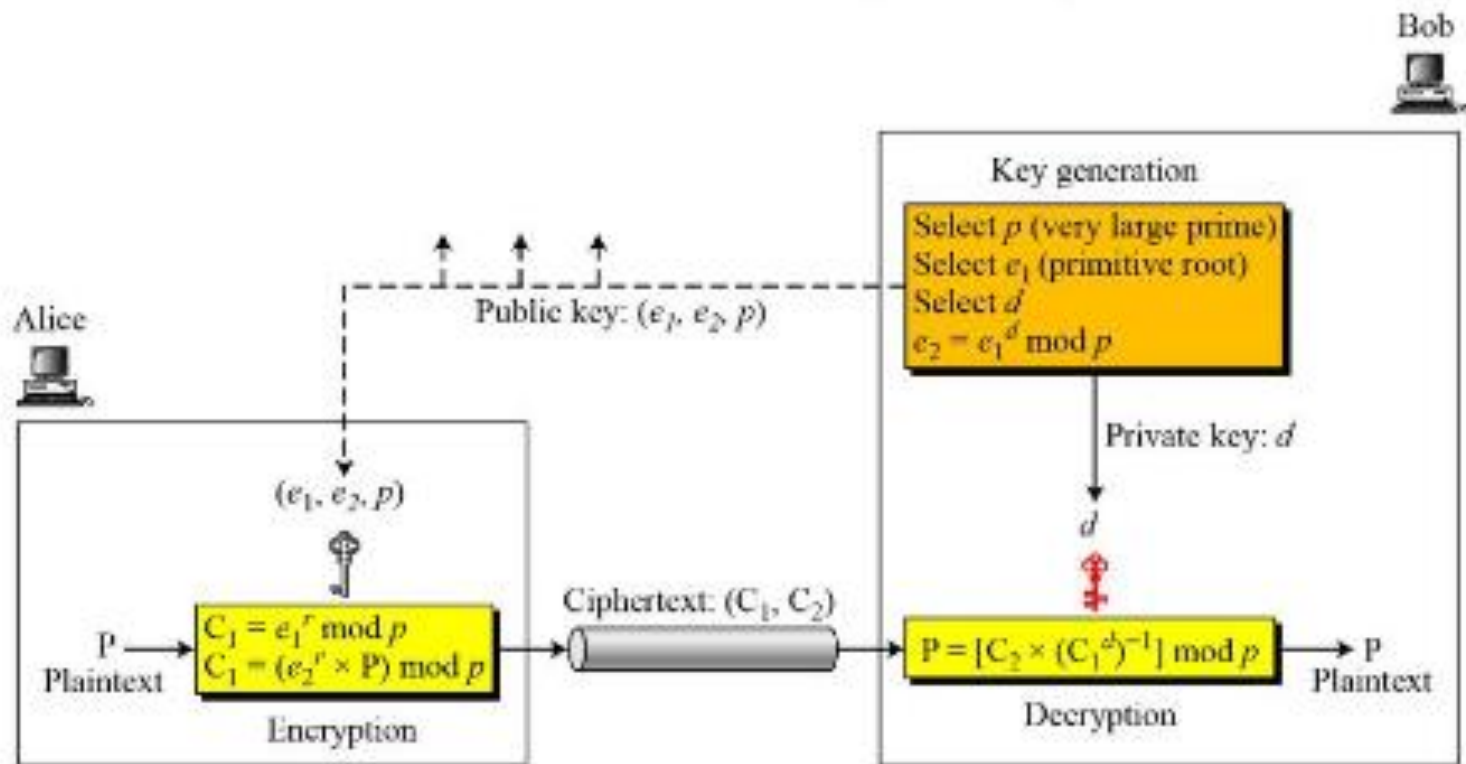 Bob
Key generation
Select p (very large prime)
Select e₁ (primitive root)
Select d
e₂ = e₁ᵈ mod p
Public key: (e₁, e₂, p)
Alice
Private key: d
(e₁, e₂, p)
d
Ciphertext: (C₁, C₂)
P
Plaintext
C₁ = e₁ʳ mod p
C₁ = (e₂ʳ × P) mod p
Encryption
P = [C₂ × (C₁ᵈ)⁻¹] mod p
Decryption
P
Plaintext